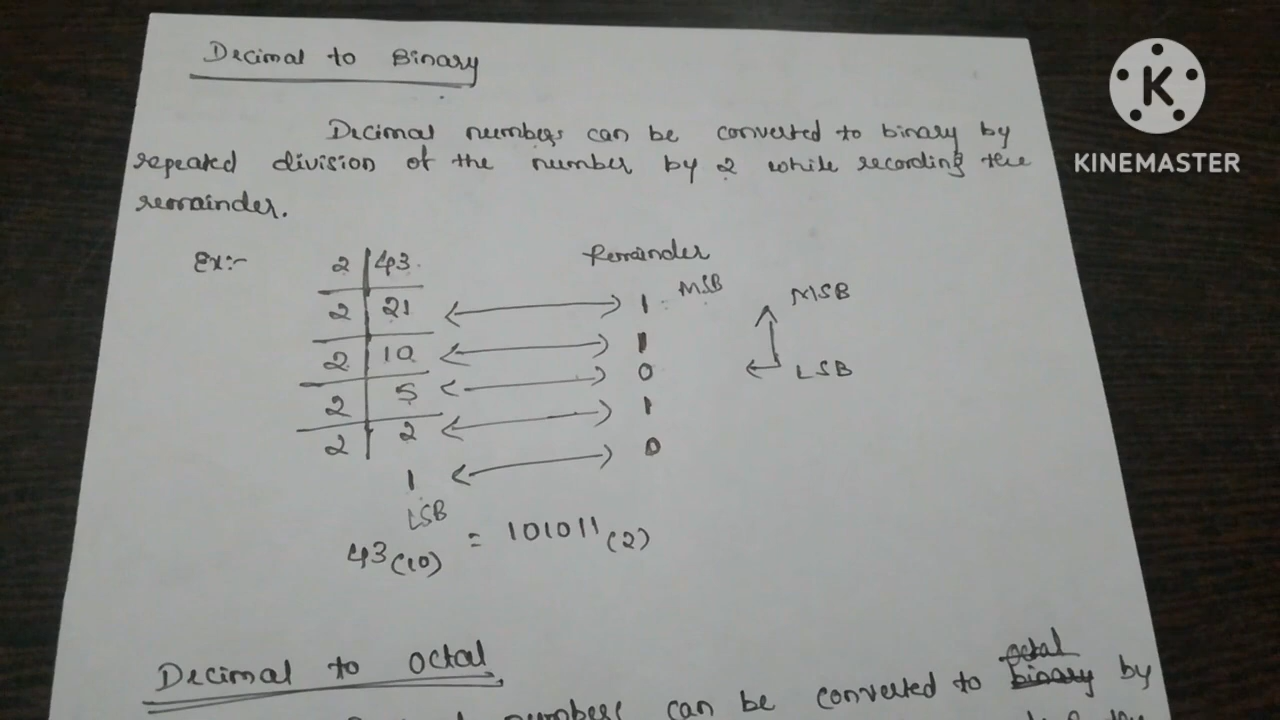 Decimal to Binary
KINEMASTER
Decimal numbers can be converted to binary by
repeated division of the number by 2 while recording the
remainder.
Ex:- 2 43 Remainder
2 21 1 MSB MSB
2 10 1
2 5 0 LSB
2 2 1
1 0
LSB
43(10) = 101011(2)
Decimal to Octal
octal
numbers can be converted to binary by